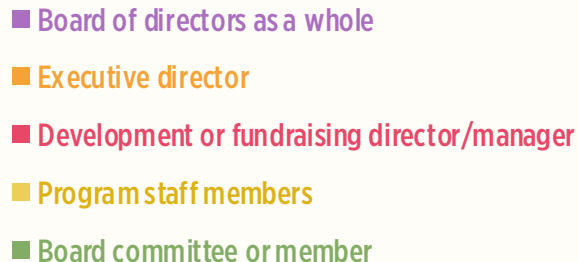 Board of directors as a whole
Executive director
Development or fundraising director/manager
Program staff members
Board committee or member